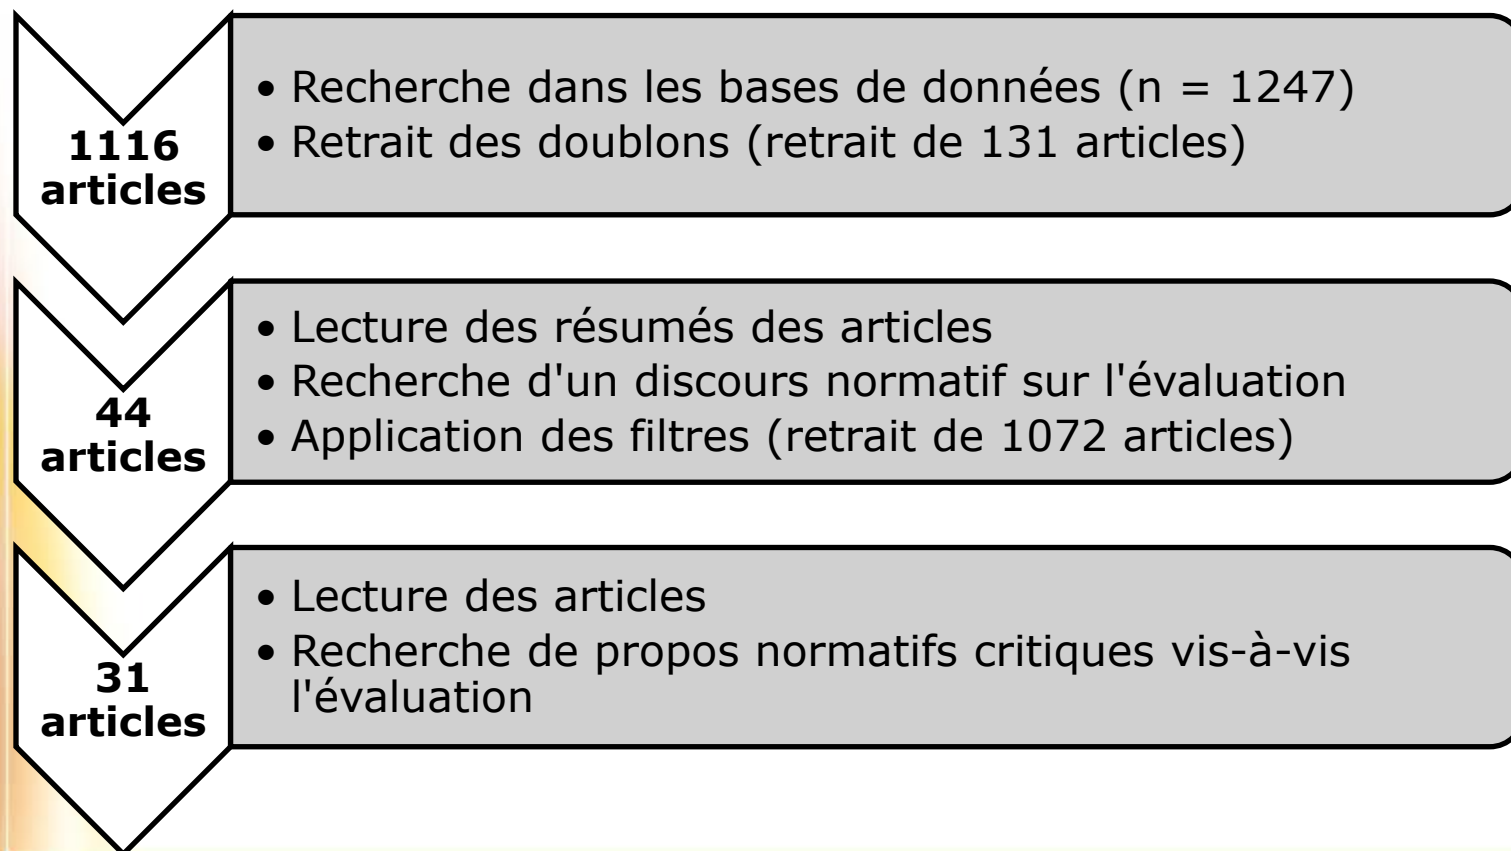 1116
articles
• Recherche dans les bases de données (n = 1247)
• Retrait des doublons (retrait de 131 articles)
44
articles
• Lecture des résumés des articles
• Recherche d'un discours normatif sur l'évaluation
• Application des filtres (retrait de 1072 articles)
31
articles
• Lecture des articles
• Recherche de propos normatifs critiques vis-à-vis
l'évaluation